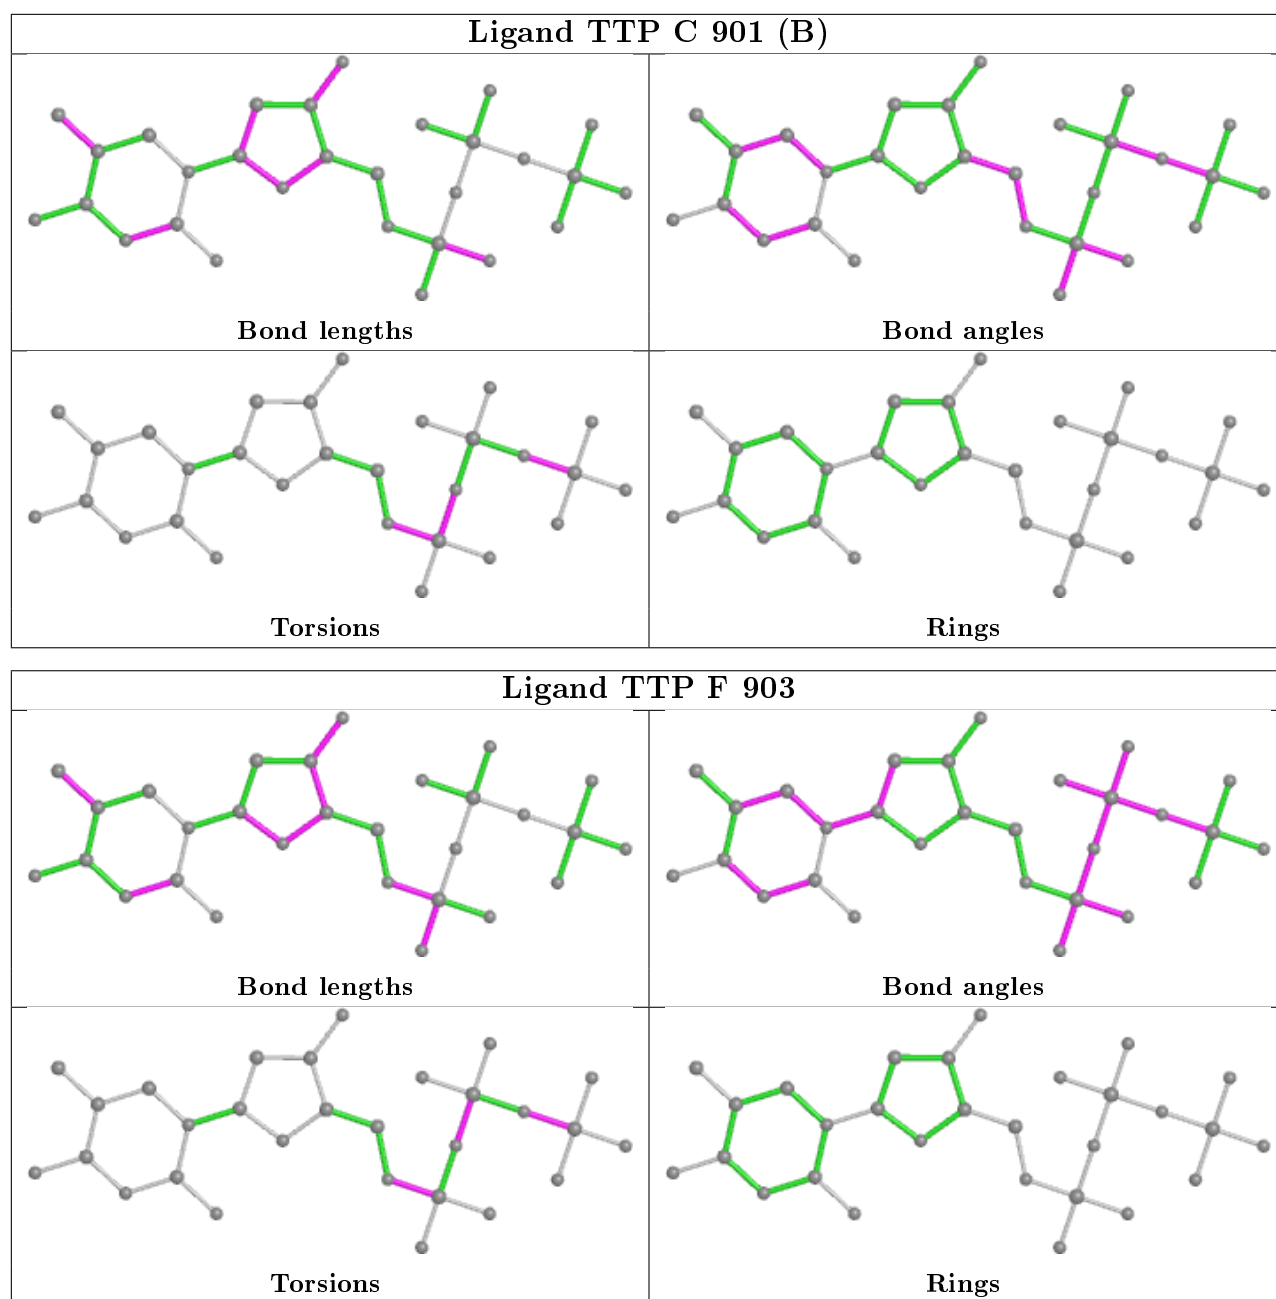 Ligand TTP C 901 (B)
Bond lengths
Bond angles
Torsions
Rings
Ligand TTP F 903
Bond lengths
Bond angles
Torsions
Rings